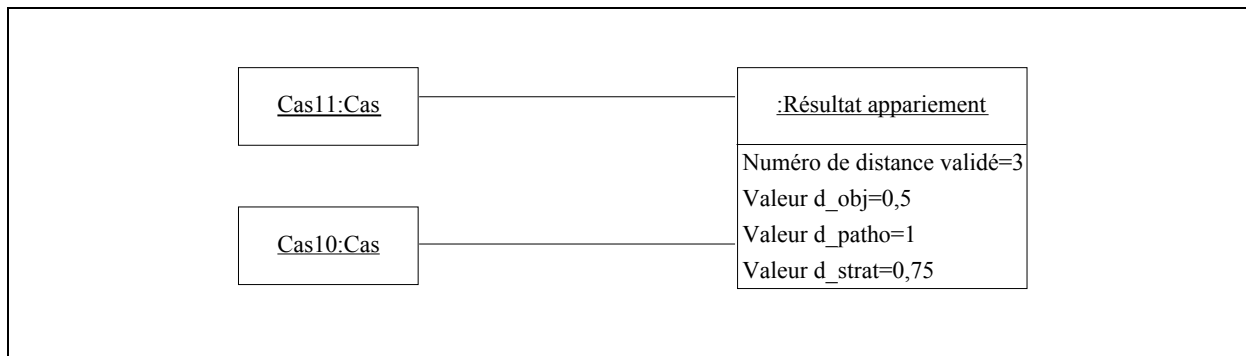 Cas11:Cas
:Résultat appariement
Numéro de distance validé=3
Valeur d_obj=0,5
Valeur d_patho=1
Valeur d_strat=0,75
Cas10:Cas